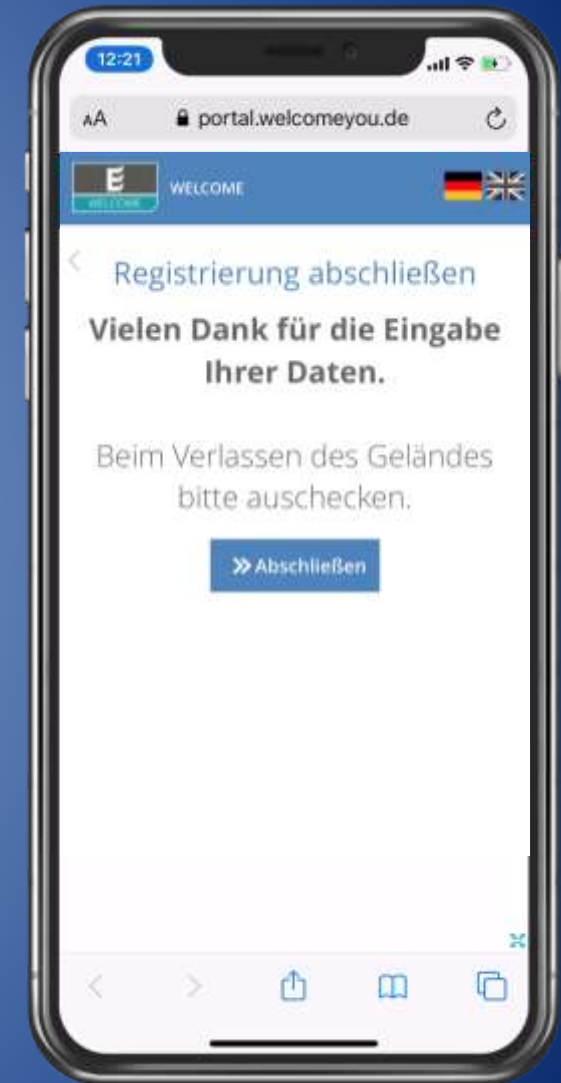 12:21
AA portal.welcomeyou.de
E
WELCOME
WELCOME
Registrierung abschließen
Vielen Dank für die Eingabe
Ihrer Daten.
Beim Verlassen des Geländes
bitte auschecken.
Abschließen